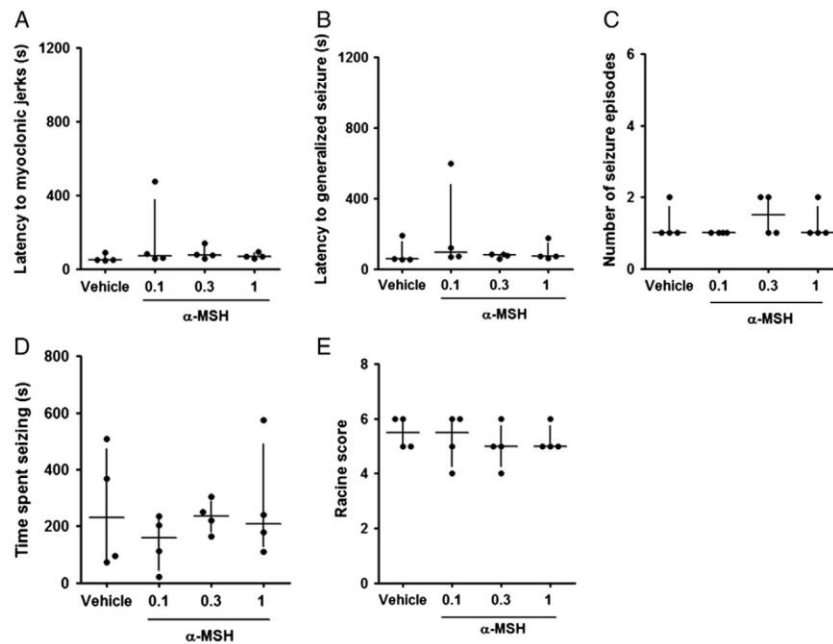 A
Latency to myoclonic jerks (s)
1200
800
400
0
Vehicle 0.1 0.3 1
α-MSH
B
Latency to generalized seizure (s)
1200
800
400
0
Vehicle 0.1 0.3 1
α-MSH
C
Number of seizure episodes
6
4
2
0
Vehicle 0.1 0.3 1
α-MSH
D
Time spent seizing (s)
800
600
400
200
0
Vehicle 0.1 0.3 1
α-MSH
E
Racine score
8
6
4
2
0
Vehicle 0.1 0.3 1
α-MSH